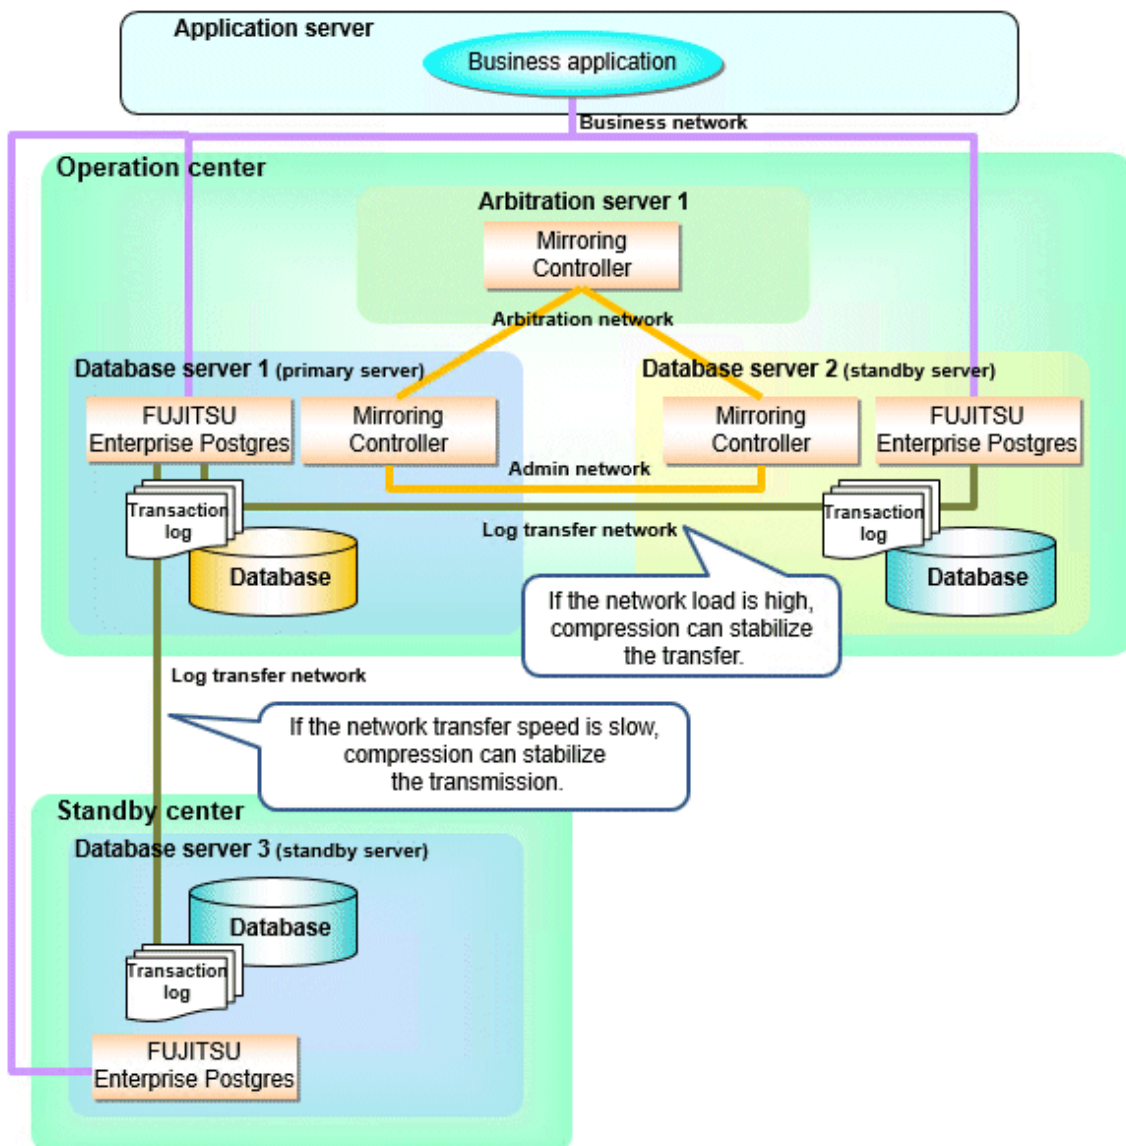 Application server
Business application
Business network
Operation center
Arbitration server 1
Mirroring
Controller
Arbitration network
Database server 1 (primary server)
Database server 2 (standby server)
FUJITSU
Enterprise Postgres
Mirroring
Controller
Mirroring
Controller
FUJITSU
Enterprise Postgres
Admin network
Transaction
log
Database
Log transfer network
Transaction
log
Database
If the network load is high,
compression can stabilize
the transfer.
Log transfer network
If the network transfer speed is slow,
compression can stabilize
the transmission.
Standby center
Database server 3 (standby server)
Database
Transaction
log
FUJITSU
Enterprise Postgres